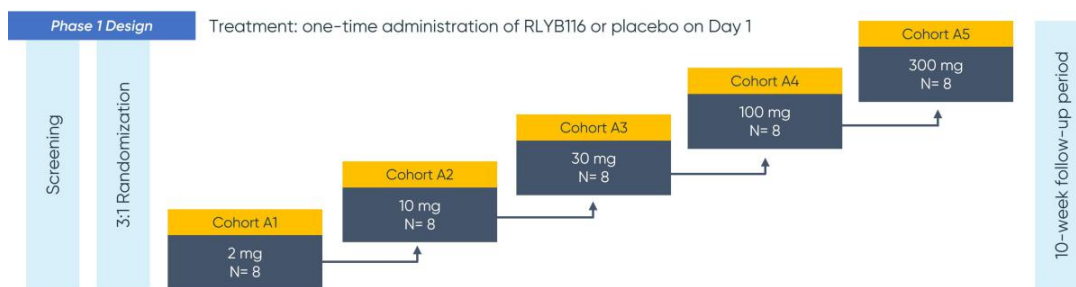 Phase 1 Design
Treatment: one-time administration of RLYB116 or placebo on Day 1
Screening
3:1 Randomization
Cohort A1
2 mg
N= 8
Cohort A2
10 mg
N= 8
Cohort A3
30 mg
N= 8
Cohort A4
100 mg
N= 8
Cohort A5
300 mg
N= 8
10-week follow-up period